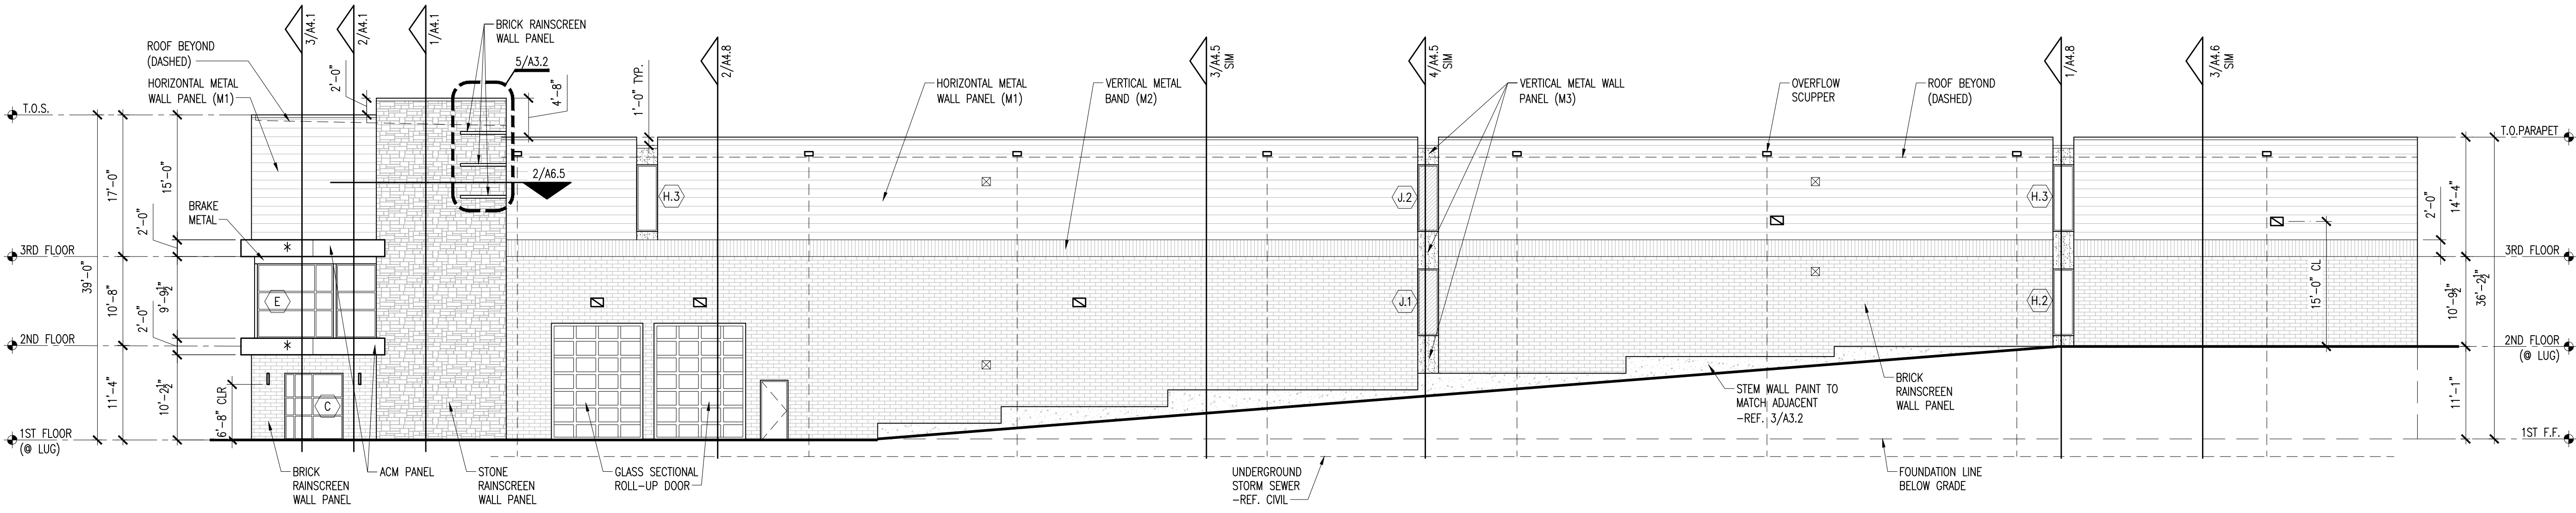 3/A4.1
2/A4.1
1/A4.1
BRICK RAINSCREEN
WALL PANEL
5/A3.2
2/A4.8
3/A4.5
SIM
4/A4.5
SIM
1/A4.8
3/A4.6
SIM
ROOF BEYOND
(DASHED)
HORIZONTAL METAL
WALL PANEL (M1)
2'-0"
4'-8"
1'-0" TYP.
HORIZONTAL METAL
WALL PANEL (M1)
VERTICAL METAL
BAND (M2)
VERTICAL METAL WALL
PANEL (M3)
OVERFLOW
SCUPPER
ROOF BEYOND
(DASHED)
T.O.S.
T.O.PARAPET
39'-0"
17'-0"
15'-0"
2/A6.5
H.3
J.2
H.3
14'-4"
2'-0"
BRAKE
METAL
2'-0"
3RD FLOOR
3RD FLOOR
*
10'-8"
9'-9½"
E
J.1
H.2
15'-0" CL
10'-9½"
36'-2½"
2'-0"
2ND FLOOR
*
2ND FLOOR
(@ LUG)
11'-4"
10'-2½"
6'-8" CLR
C
STEM WALL PAINT TO
MATCH ADJACENT
-REF. 3/A3.2
BRICK
RAINSCREEN
WALL PANEL
11'-1"
1ST FLOOR
(@ LUG)
1ST F.F.
BRICK
RAINSCREEN
WALL PANEL
ACM PANEL
STONE
RAINSCREEN
WALL PANEL
GLASS SECTIONAL
ROLL-UP DOOR
UNDERGROUND
STORM SEWER
-REF. CIVIL
FOUNDATION LINE
BELOW GRADE